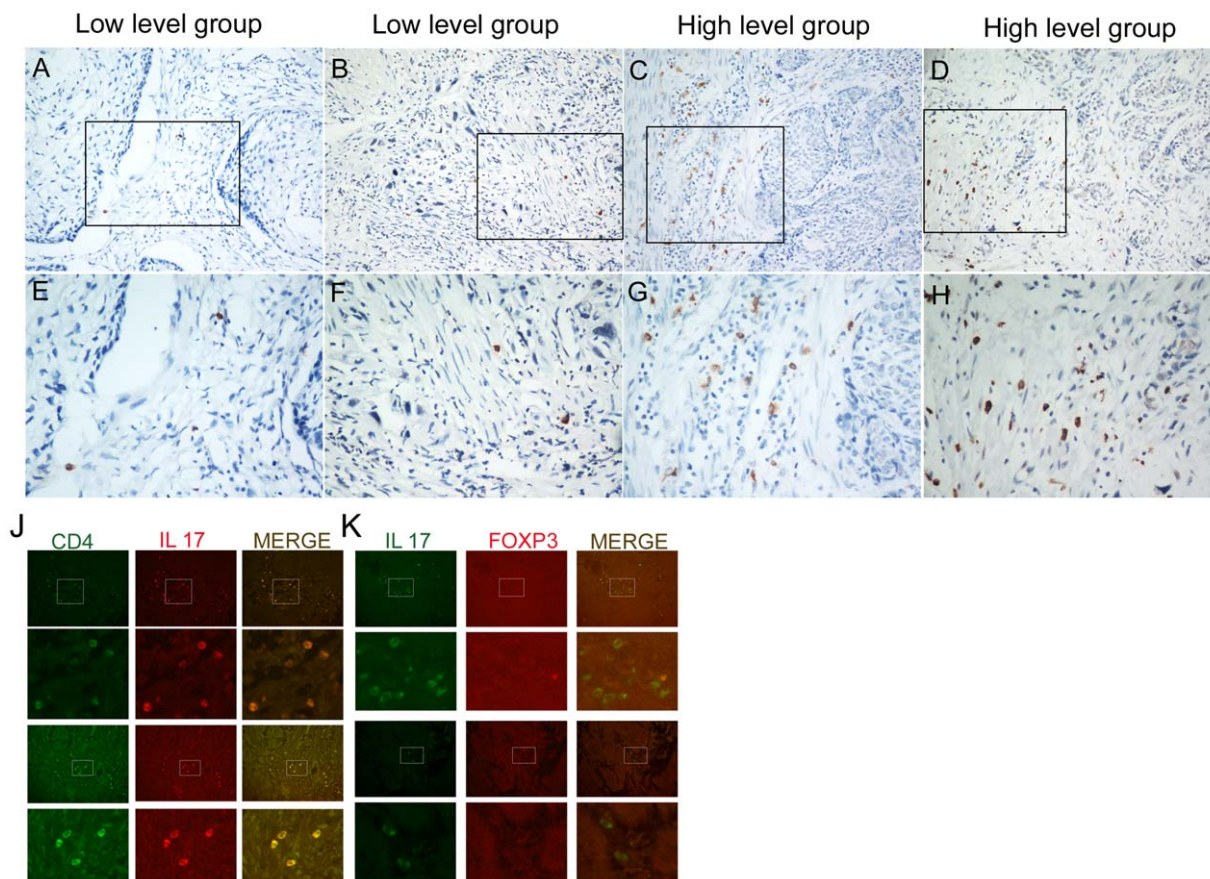 Low level group Low level group High level group High level group
A B C D
E F G H
J K
CD4 IL 17 MERGE IL 17 FOXP3 MERGE